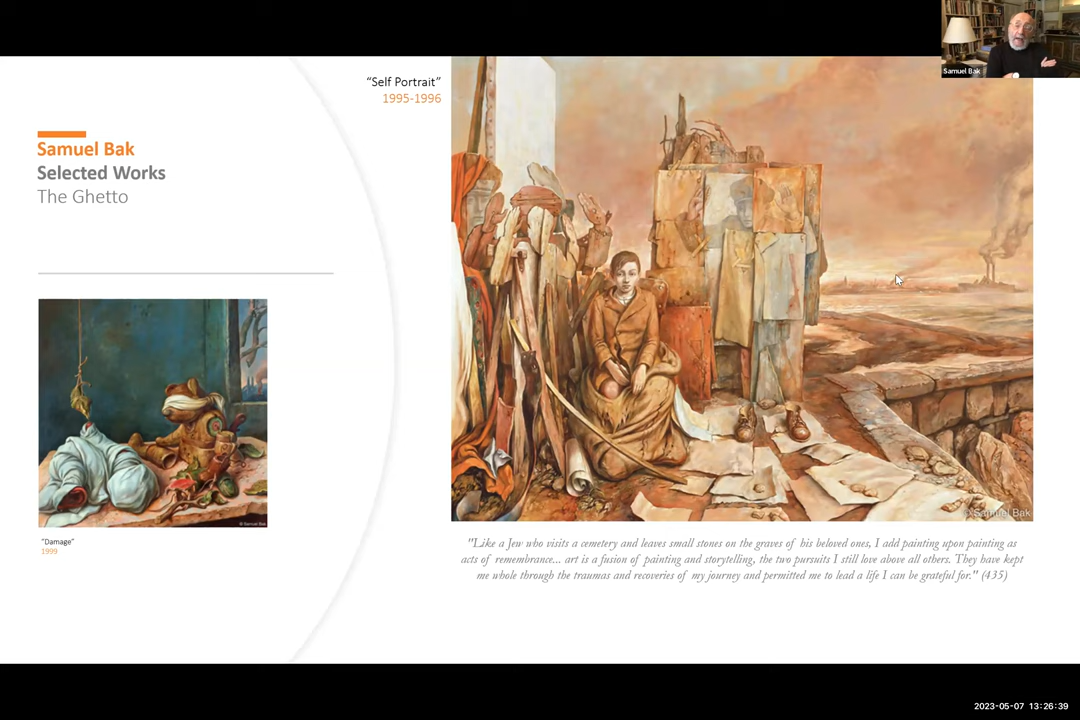 Samuel Bak
"Self Portrait"
1995-1996
Samuel Bak
Selected Works
The Ghetto
© Samuel Bak
© Samuel Bak
"Damage"
1999
"Like a Jew who visits a cemetery and leaves small stones on the graves of his beloved ones, I add painting upon painting as
acts of remembrance... art is a fusion of painting and storytelling, the two pursuits I still love above all others. They have kept
me whole through the traumas and recoveries of my journey and permitted me to lead a life I can be grateful for." (435)
2023-05-07 13:26:39